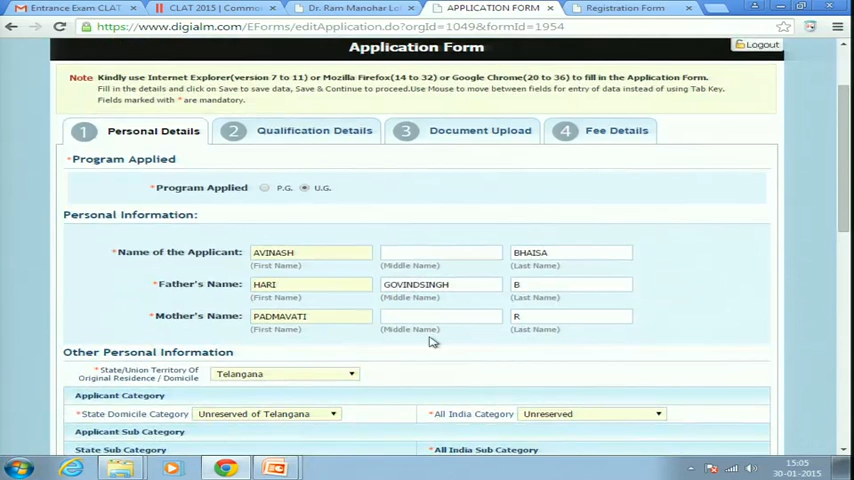 Entrance Exam CLAT
CLAT 2015 | Commo
Dr. Ram Manohar Lo
APPLICATION FORM
Registration Form
https://www.digialm.com/EForms/editApplication.do?orgId=1049&formId=1954
Application Form
Logout
Note Kindly use Internet Explorer(version 7 to 11) or Mozilla Firefox(14 to 32) or Google Chrome(20 to 36) to fill in the Application Form.
Fill in the details and click on Save to save data, Save & Continue to proceed.Use Mouse to move between fields for entry of data instead of using Tab Key.
Fields marked with * are mandatory.
1 Personal Details
2 Qualification Details
3 Document Upload
4 Fee Details
*Program Applied
*Program Applied P.G. U.G.
Personal Information:
*Name of the Applicant: AVINASH BHAISA
(First Name) (Middle Name) (Last Name)
*Father's Name: HARI GOVINDSINGH B
(First Name) (Middle Name) (Last Name)
*Mother's Name: PADMAVATI R
(First Name) (Middle Name) (Last Name)
Other Personal Information
*State/Union Territory Of
Original Residence / Domicile
Telangana
Applicant Category
*State Domicile Category Unreserved of Telangana *All India Category Unreserved
Applicant Sub Category
State Sub Category *All India Sub Category
15:05
30-01-2015